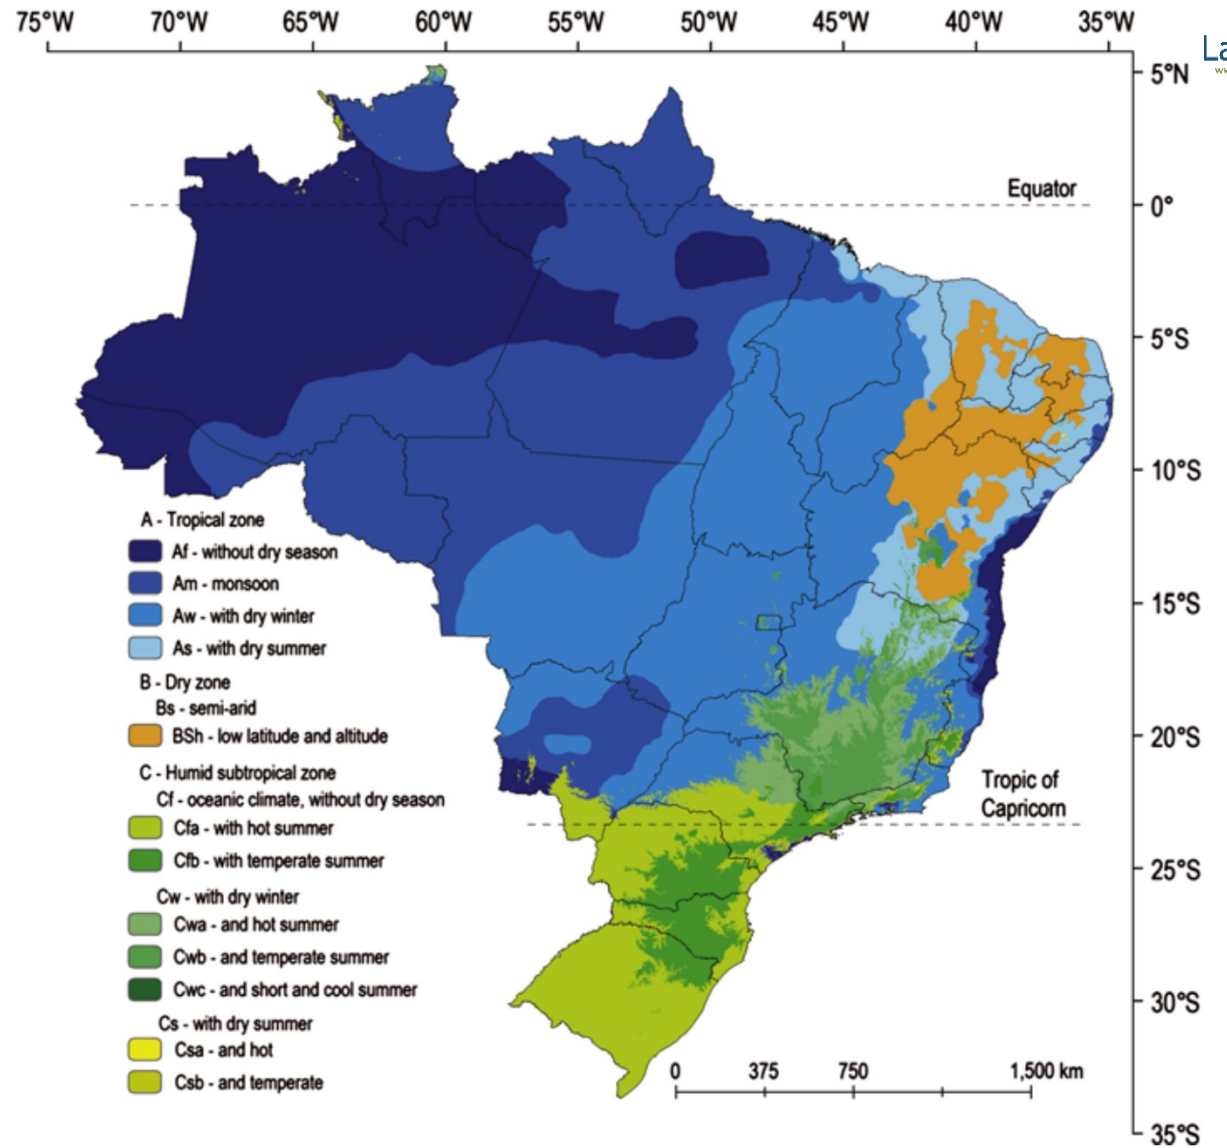 75°W 70°W 65°W 60°W 55°W 50°W 45°W 40°W 35°W
La
5°N
Equator
0°
5°S
10°S
A - Tropical zone
Af - without dry season
Am - monsoon
Aw - with dry winter
As - with dry summer
15°S
B - Dry zone
Bs - semi-arid
BSh - low latitude and altitude
20°S
C - Humid subtropical zone
Cf - oceanic climate, without dry season
Cfa - with hot summer
Cfb - with temperate summer
Tropic of
Capricorn
25°S
Cw - with dry winter
Cwa - and hot summer
Cwb - and temperate summer
Cwc - and short and cool summer
30°S
Cs - with dry summer
Csa - and hot
Csb - and temperate
0 375 750 1,500 km
35°S